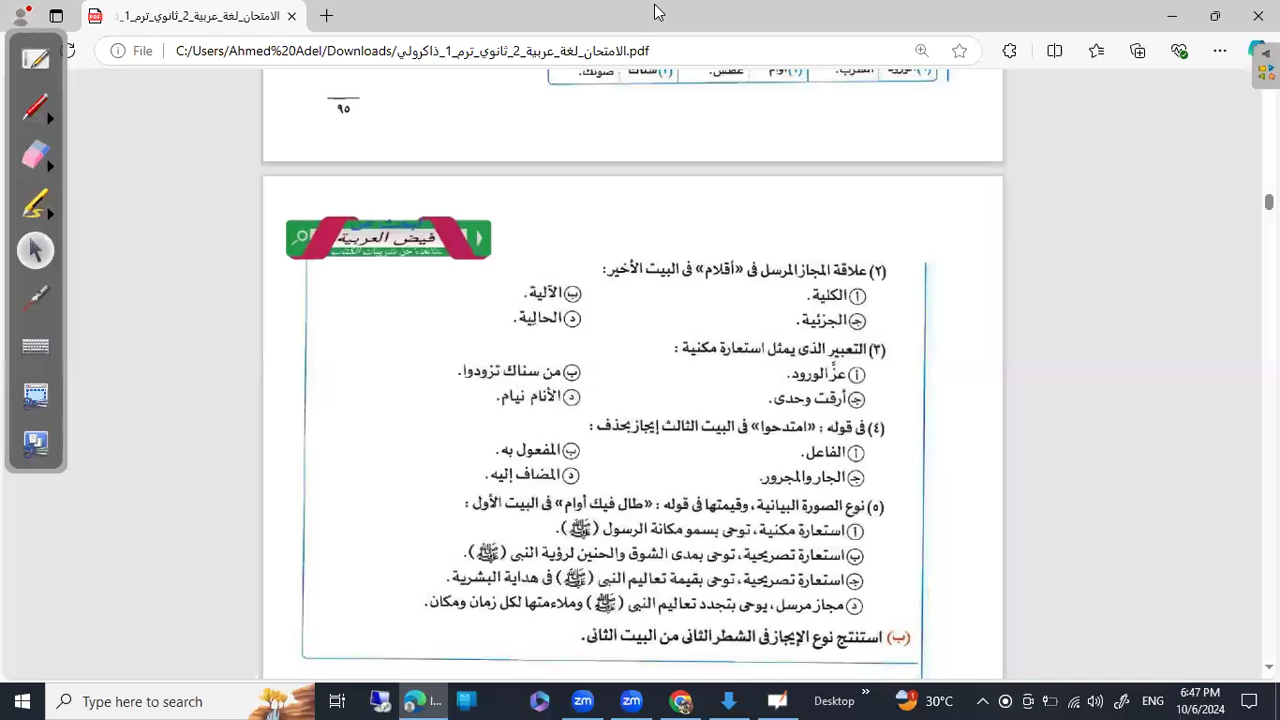 الامتحان_لغة_عربية_2_ثانوي_ترم_1_ذ
File
C:/Users/Ahmed%20Adel/Downloads/الامتحان_لغة_عربية_2_ثانوي_ترم_1_ذاكرولي.pdf
٩٥
ابحث عن
فيض العربية
(٢) علاقة المجاز المرسل فى «أقلام» فى البيت الأخير:
أ الكلية.
ب الآلية.
جـ الجزئية.
د الحالية.
(٣) التعبير الذى يمثل استعارة مكنية :
أ عزَّ الورود.
ب من سناك تزودوا.
جـ أرقت وحدى.
د الأنام نيام.
(٤) فى قوله : «امتدحوا» فى البيت الثالث إيجاز بحذف :
أ الفاعل.
ب المفعول به.
جـ الجار والمجرور.
د المضاف إليه.
(٥) نوع الصورة البيانية، وقيمتها فى قوله : «طال فيك أوام» فى البيت الأول :
أ استعارة مكنية، توحى بسمو مكانة الرسول (ﷺ).
ب استعارة تصريحية، توحى بمدى الشوق والحنين لرؤية النبى (ﷺ).
جـ استعارة تصريحية، توحى بقيمة تعاليم النبى (ﷺ) فى هداية البشرية.
د مجاز مرسل، يوحى بتجدد تعاليم النبى (ﷺ) وملاءمتها لكل زمان ومكان.
(ب) استنتج نوع الإيجاز فى الشطر الثانى من البيت الثانى.
Type here to search
Desktop
30°C
ENG
6:47 PM
10/6/2024